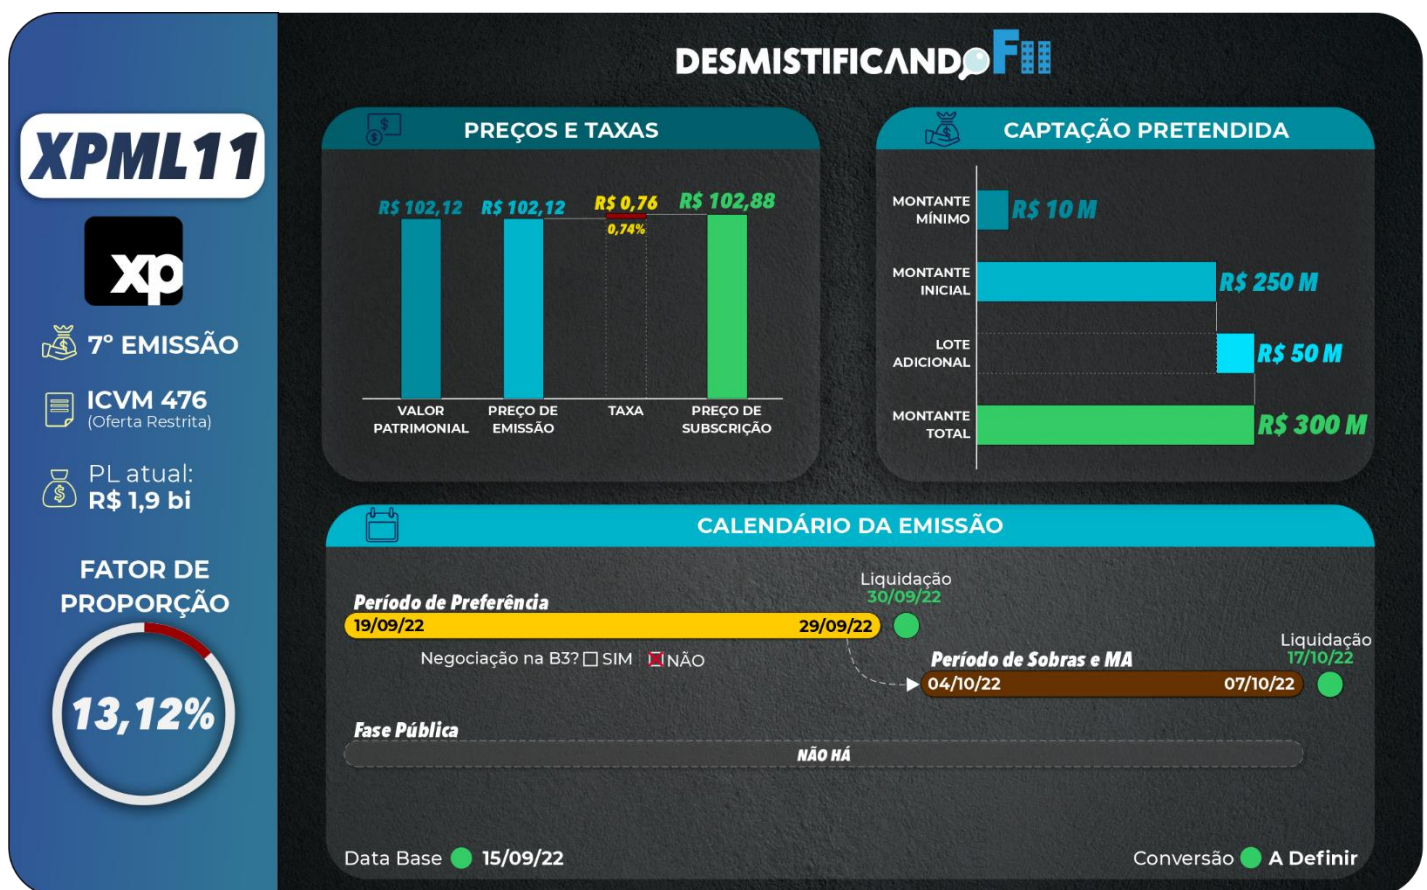 DESMISTIFICANDO FII
XPML11
xp
7º EMISSÃO
ICVM 476
(Oferta Restrita)
PL atual:
R$ 1,9 bi
FATOR DE
PROPORÇÃO
13,12%
PREÇOS E TAXAS
R$ 102,12
R$ 102,12
R$ 0,76
R$ 102,88
0,74%
VALOR
PATRIMONIAL
PREÇO DE
EMISSÃO
TAXA
PREÇO DE
SUBSCRIÇÃO
CAPTAÇÃO PRETENDIDA
MONTANTE
MÍNIMO
R$ 10 M
MONTANTE
INICIAL
R$ 250 M
LOTE
ADICIONAL
R$ 50 M
MONTANTE
TOTAL
R$ 300 M
CALENDÁRIO DA EMISSÃO
Período de Preferência
19/09/22
29/09/22
Liquidação
30/09/22
Negociação na B3? SIM NÃO
Período de Sobras e MA
04/10/22
07/10/22
Liquidação
17/10/22
Fase Pública
NÃO HÁ
Data Base 15/09/22
Conversão A Definir